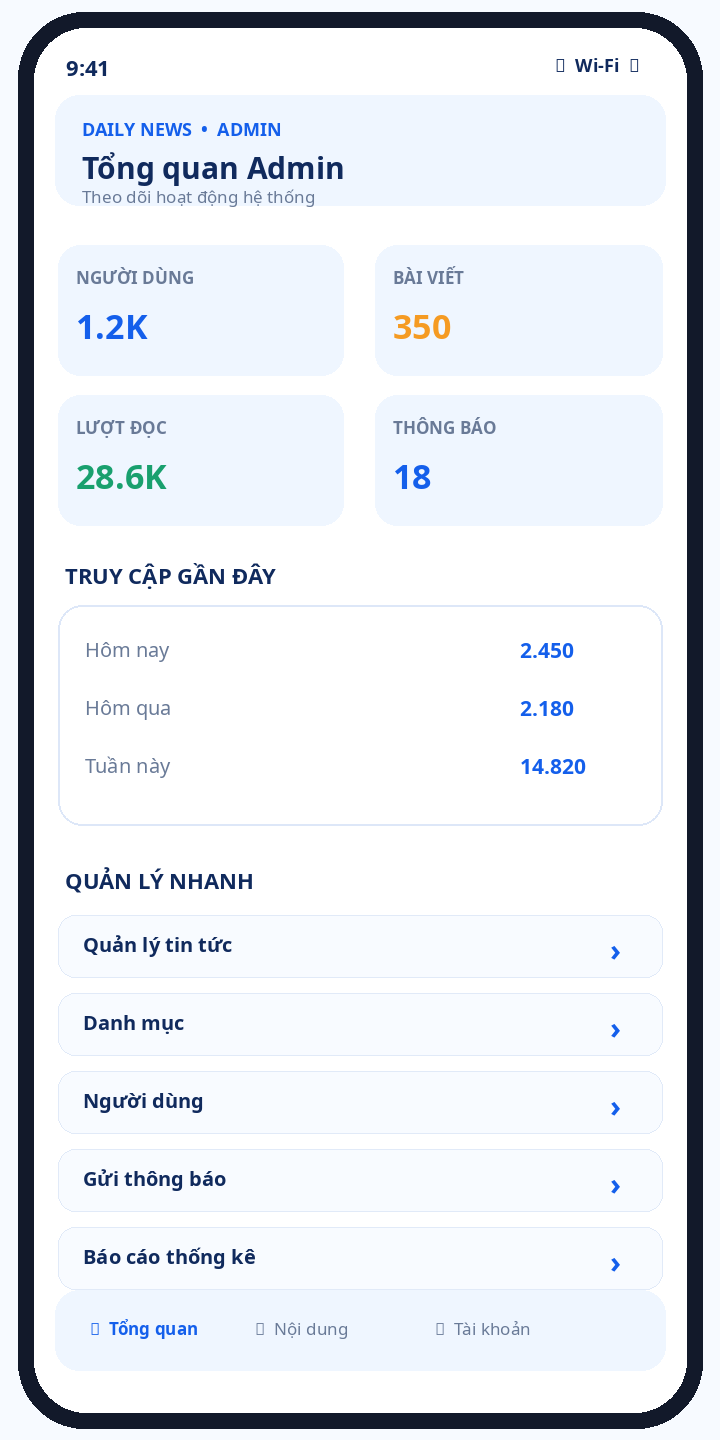 9:41
Wi-Fi
DAILY NEWS • ADMIN
Tổng quan Admin
Theo dõi hoạt động hệ thống
NGƯỜI DÙNG
1.2K
BÀI VIẾT
350
LƯỢT ĐỌC
28.6K
THÔNG BÁO
18
TRUY CẬP GẦN ĐÂY
Hôm nay 2.450
Hôm qua 2.180
Tuần này 14.820
QUẢN LÝ NHANH
Quản lý tin tức ›
Danh mục ›
Người dùng ›
Gửi thông báo ›
Báo cáo thống kê ›
Tổng quan Nội dung Tài khoản